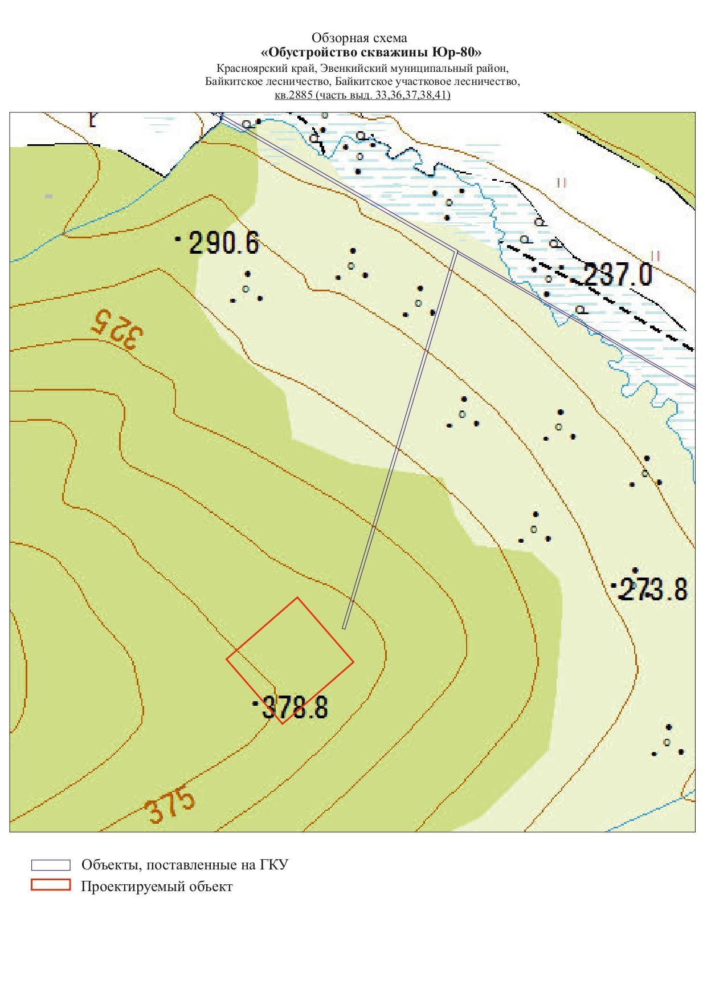 Обзорная схема
«Обустройство скважины Юр-80»
Красноярский край, Эвенкийский муниципальный район,
Байкитское лесничество, Байкитское участковое лесничество,
кв.2885 (часть выд. 33,36,37,38,41)
290.6
237.0
325
273.8
378.8
375
Объекты, поставленные на ГКУ
Проектируемый объект